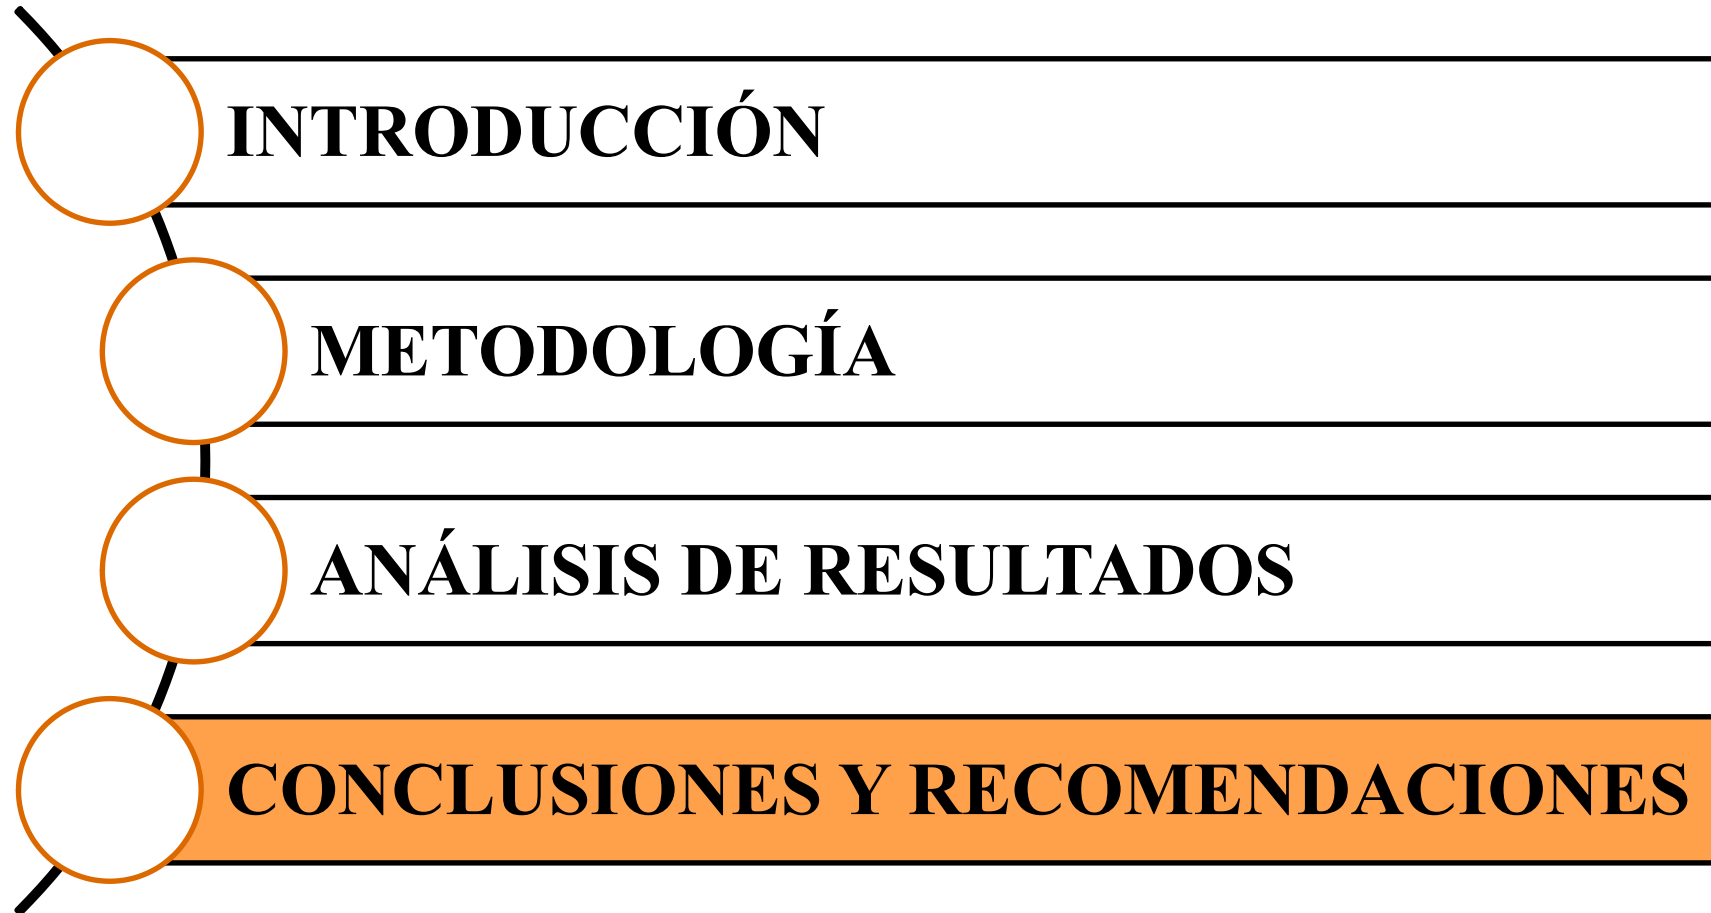 INTRODUCCIÓN
METODOLOGÍA
ANÁLISIS DE RESULTADOS
CONCLUSIONES Y RECOMENDACIONES